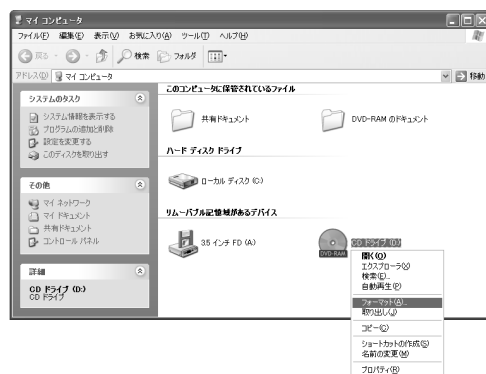 マイ コンピュータ
ファイル(F) 編集(E) 表示(V) お気に入り(A) ツール(T) ヘルプ(H)
戻る 検索 フォルダ
アドレス(D) マイ コンピュータ 移動
システムのタスク
システム情報を表示する
プログラムの追加と削除
設定を変更する
このディスクを取り出す
その他
マイ ネットワーク
マイ ドキュメント
共有ドキュメント
コントロール パネル
詳細
CD ドライブ (D:)
CD ドライブ
このコンピュータに保管されているファイル
共有ドキュメント DVD-RAM のドキュメント
ハード ディスク ドライブ
ローカル ディスク (C:)
リムーバブル記憶域があるデバイス
3.5 インチ FD (A:)
DVD-RAM
CD ドライブ (D:)
開く(O)
エクスプローラ(X)
検索(E)...
自動再生(P)
フォーマット(A)...
取り出し(J)
コピー(C)
ショートカットの作成(S)
名前の変更(M)
プロパティ(R)